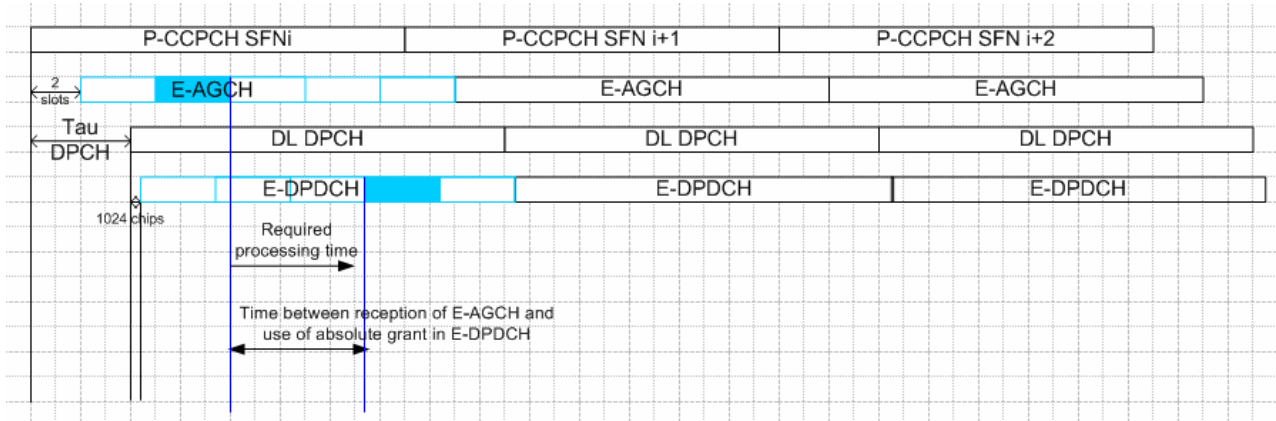 P-CCPCH SFNi P-CCPCH SFN i+1 P-CCPCH SFN i+2
2
slots
E-AGCH E-AGCH E-AGCH
Tau
DPCH
DL DPCH DL DPCH DL DPCH
E-DPDCH E-DPDCH E-DPDCH
1024 chips
Required
processing time
Time between reception of E-AGCH and
use of absolute grant in E-DPDCH